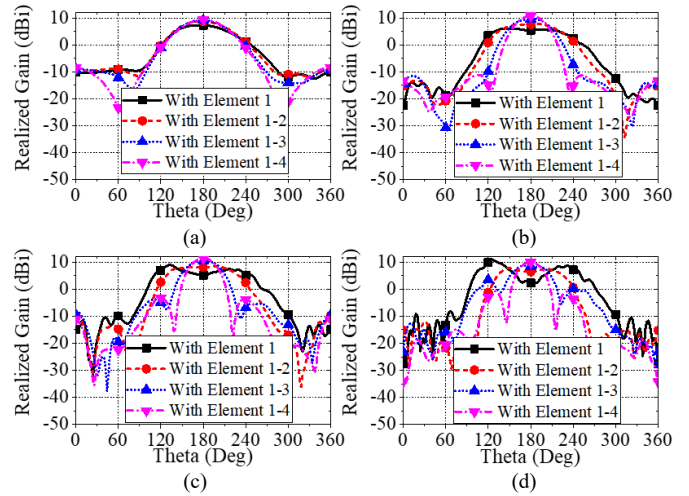 Realized Gain (dBi)
10
0
-10
-20
-30
-40
-50
With Element 1
With Element 1-2
With Element 1-3
With Element 1-4
0 60 120 180 240 300 360
Theta (Deg)
(a)
Realized Gain (dBi)
10
0
-10
-20
-30
-40
-50
With Element 1
With Element 1-2
With Element 1-3
With Element 1-4
0 60 120 180 240 300 360
Theta (Deg)
(b)
Realized Gain (dBi)
10
0
-10
-20
-30
-40
-50
With Element 1
With Element 1-2
With Element 1-3
With Element 1-4
0 60 120 180 240 300 360
Theta (Deg)
(c)
Realized Gain (dBi)
10
0
-10
-20
-30
-40
-50
With Element 1
With Element 1-2
With Element 1-3
With Element 1-4
0 60 120 180 240 300 360
Theta (Deg)
(d)